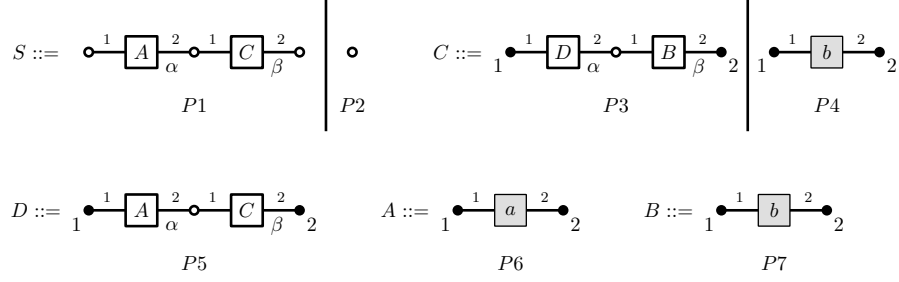 S ::= 1 A 2 α 1 C 2 β
P1
P2
C ::= 1 1 D 2 α 1 B 2 β 2
P3
1 1 b 2 2
P4
D ::= 1 1 A 2 α 1 C 2 β 2
P5
A ::= 1 1 a 2 2
P6
B ::= 1 1 b 2 2
P7